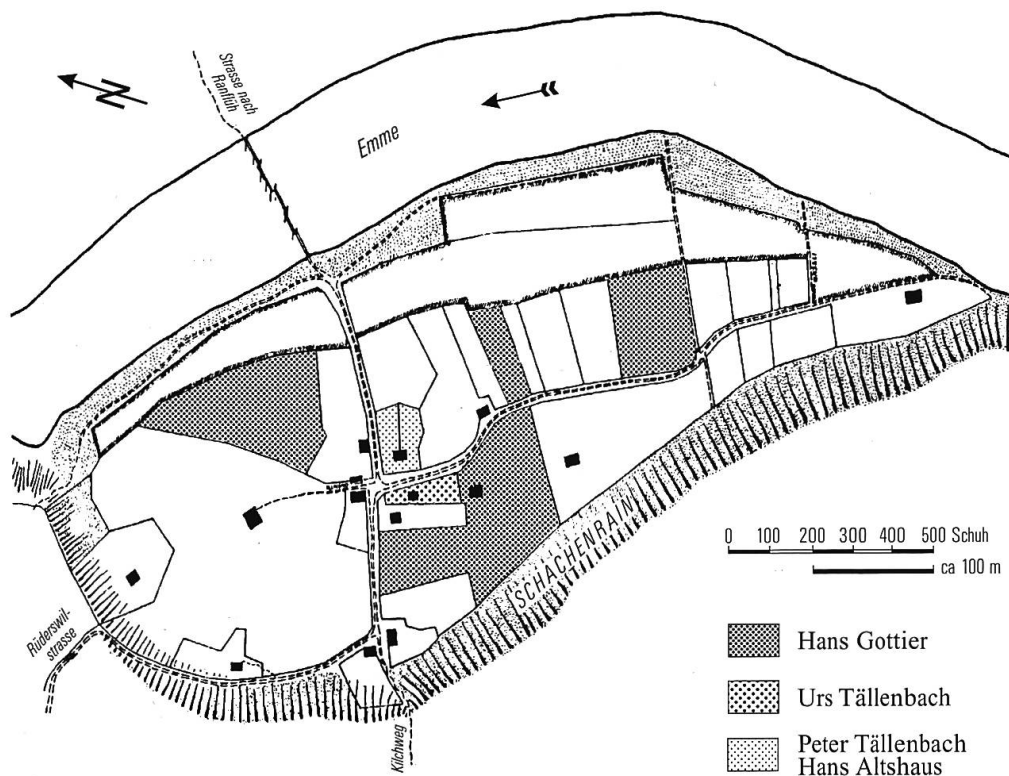 Strasse nach
Ranflüh
N
Emme
SCHACHENRAIN
0 100 200 300 400 500 Schuh
ca 100 m
Rüderswil-
strasse
Kilchweg
Hans Gottier
Urs Tällenbach
Peter Tällenbach
Hans Altshaus